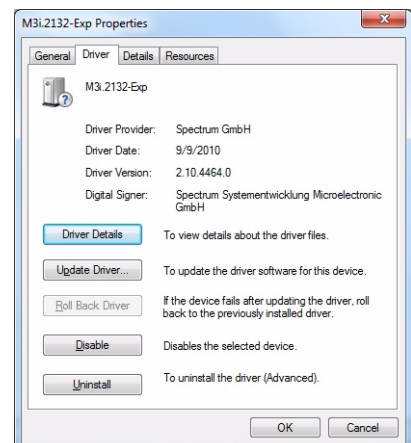 M3i.2132-Exp Properties
General Driver Details Resources
M3i.2132-Exp
Driver Provider: Spectrum GmbH
Driver Date: 9/9/2010
Driver Version: 2.10.4464.0
Digital Signer: Spectrum Systementwicklung Microelectronic
GmbH
Driver Details To view details about the driver files.
Update Driver... To update the driver software for this device.
Roll Back Driver If the device fails after updating the driver, roll
back to the previously installed driver.
Disable Disables the selected device.
Uninstall To uninstall the driver (Advanced).
OK Cancel